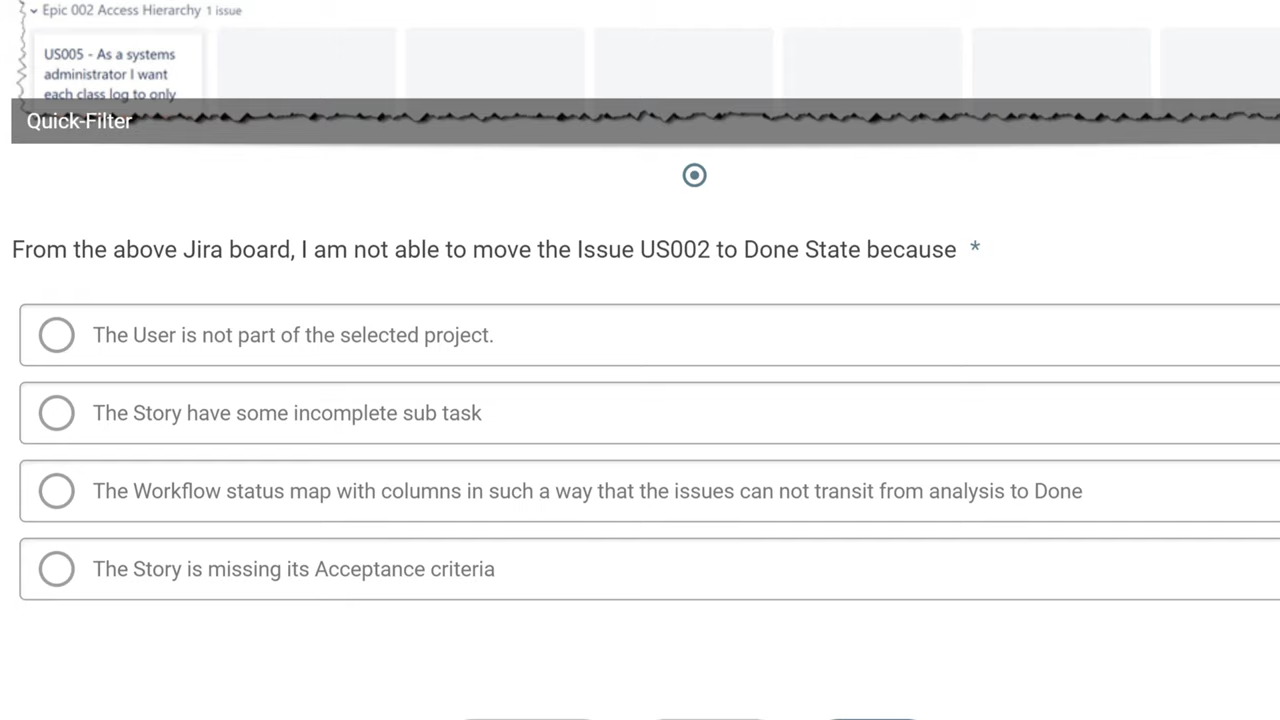 Epic 002 Access Hierarchy 1 issue
US005 - As a systems
administrator I want
each class log to only
Quick-Filter
From the above Jira board, I am not able to move the Issue US002 to Done State because *
The User is not part of the selected project.
The Story have some incomplete sub task
The Workflow status map with columns in such a way that the issues can not transit from analysis to Done
The Story is missing its Acceptance criteria